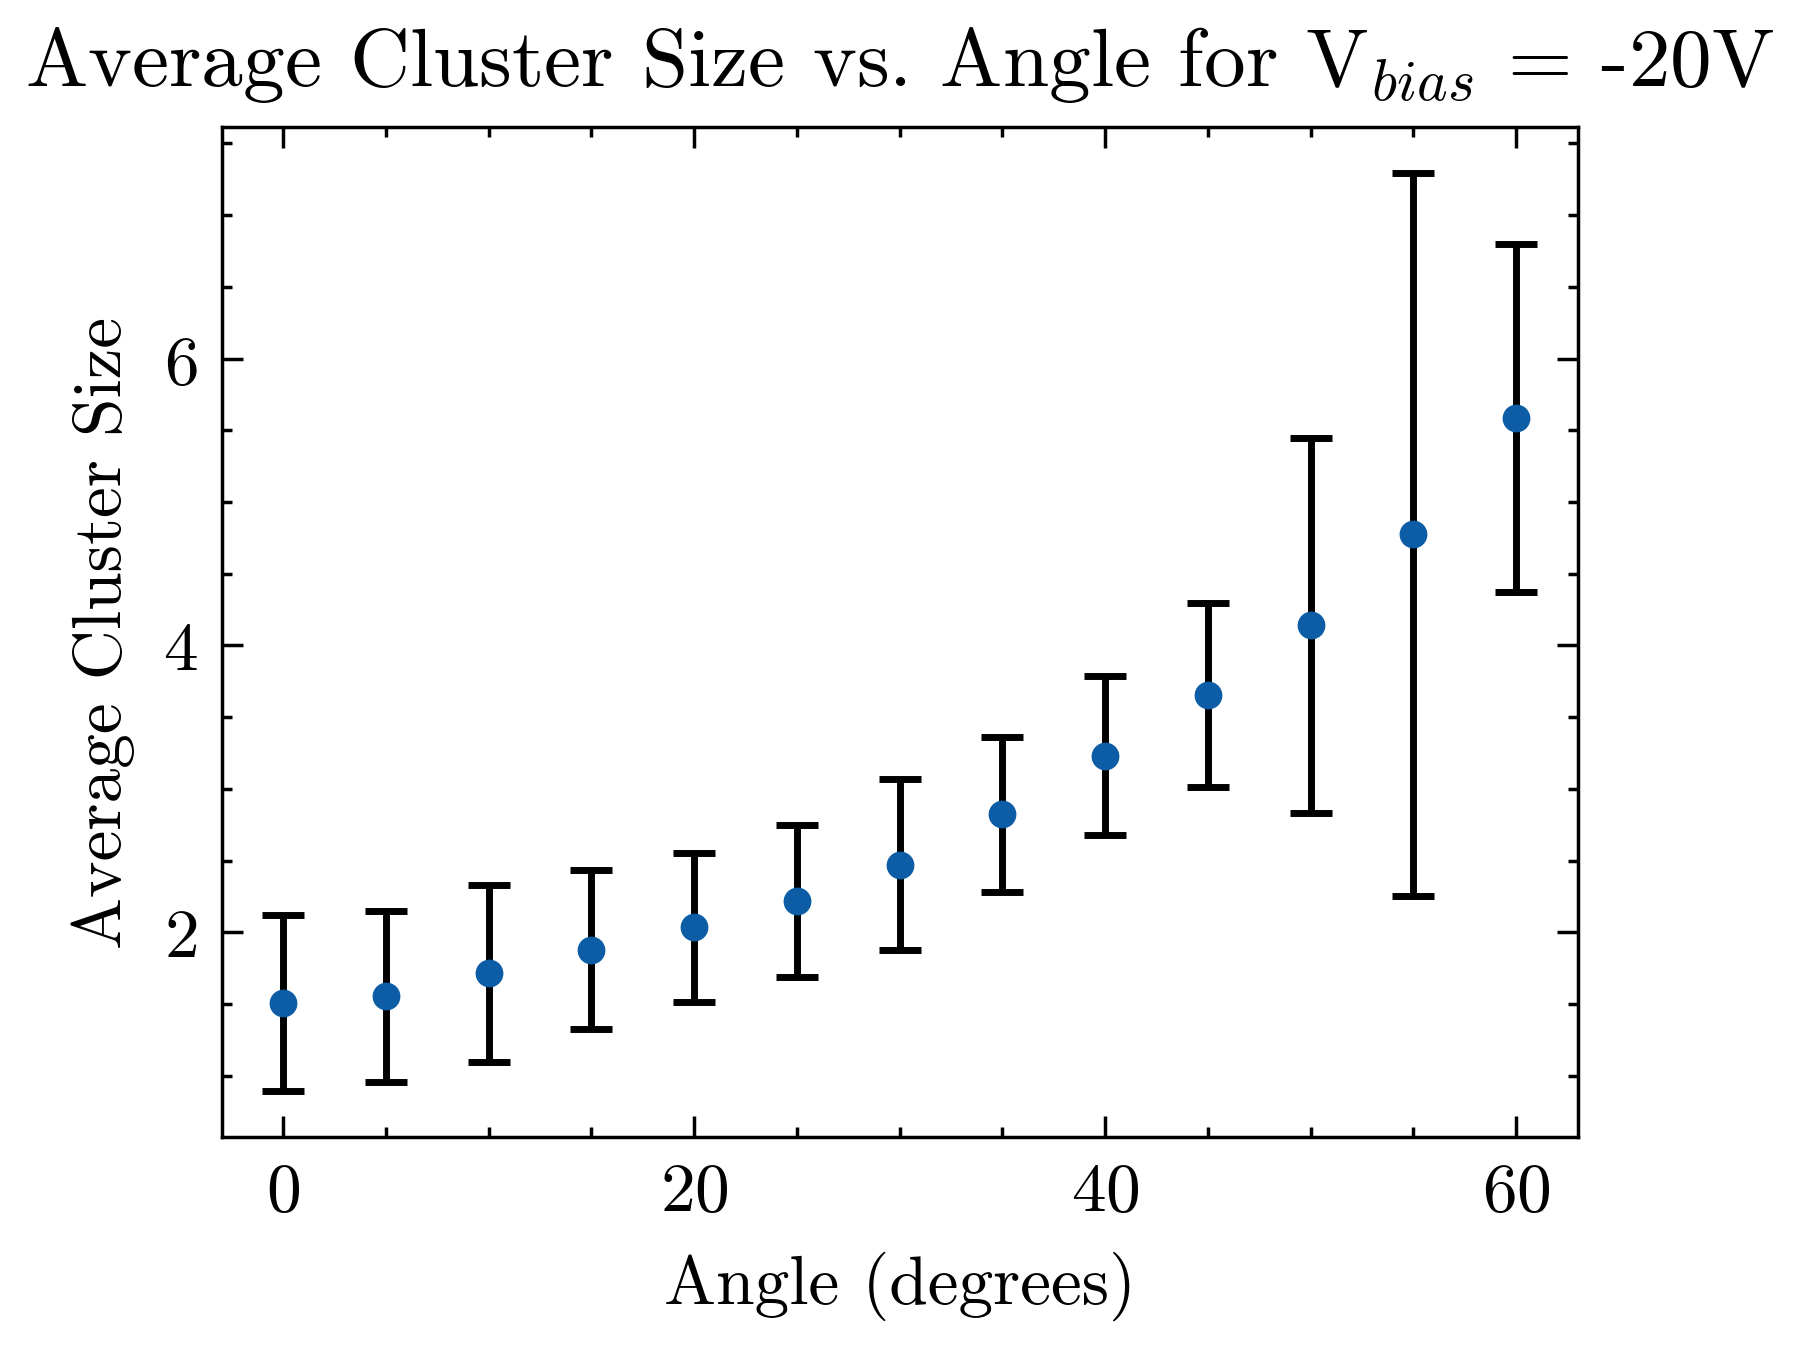 Average Cluster Size vs. Angle for V_bias = -20V
Average Cluster Size
6
4
2
0 20 40 60
Angle (degrees)